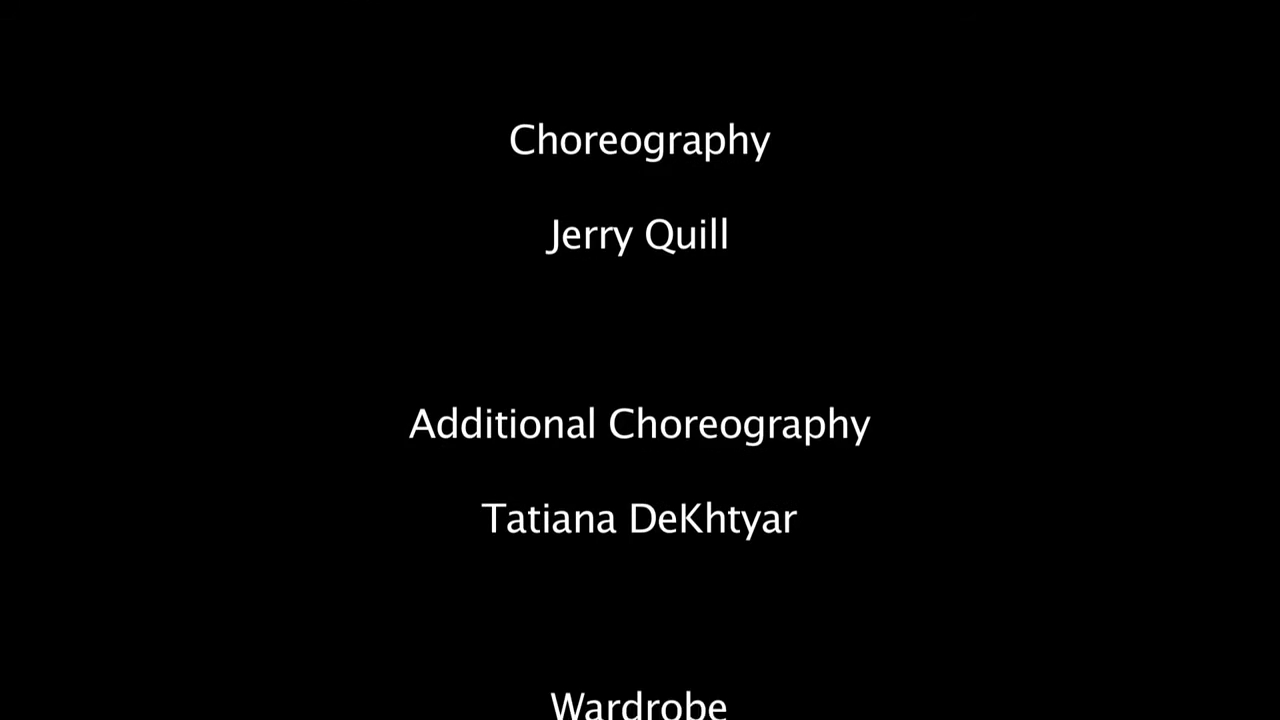 Choreography
Jerry Quill
Additional Choreography
Tatiana DeKhtyar
Wardrobe